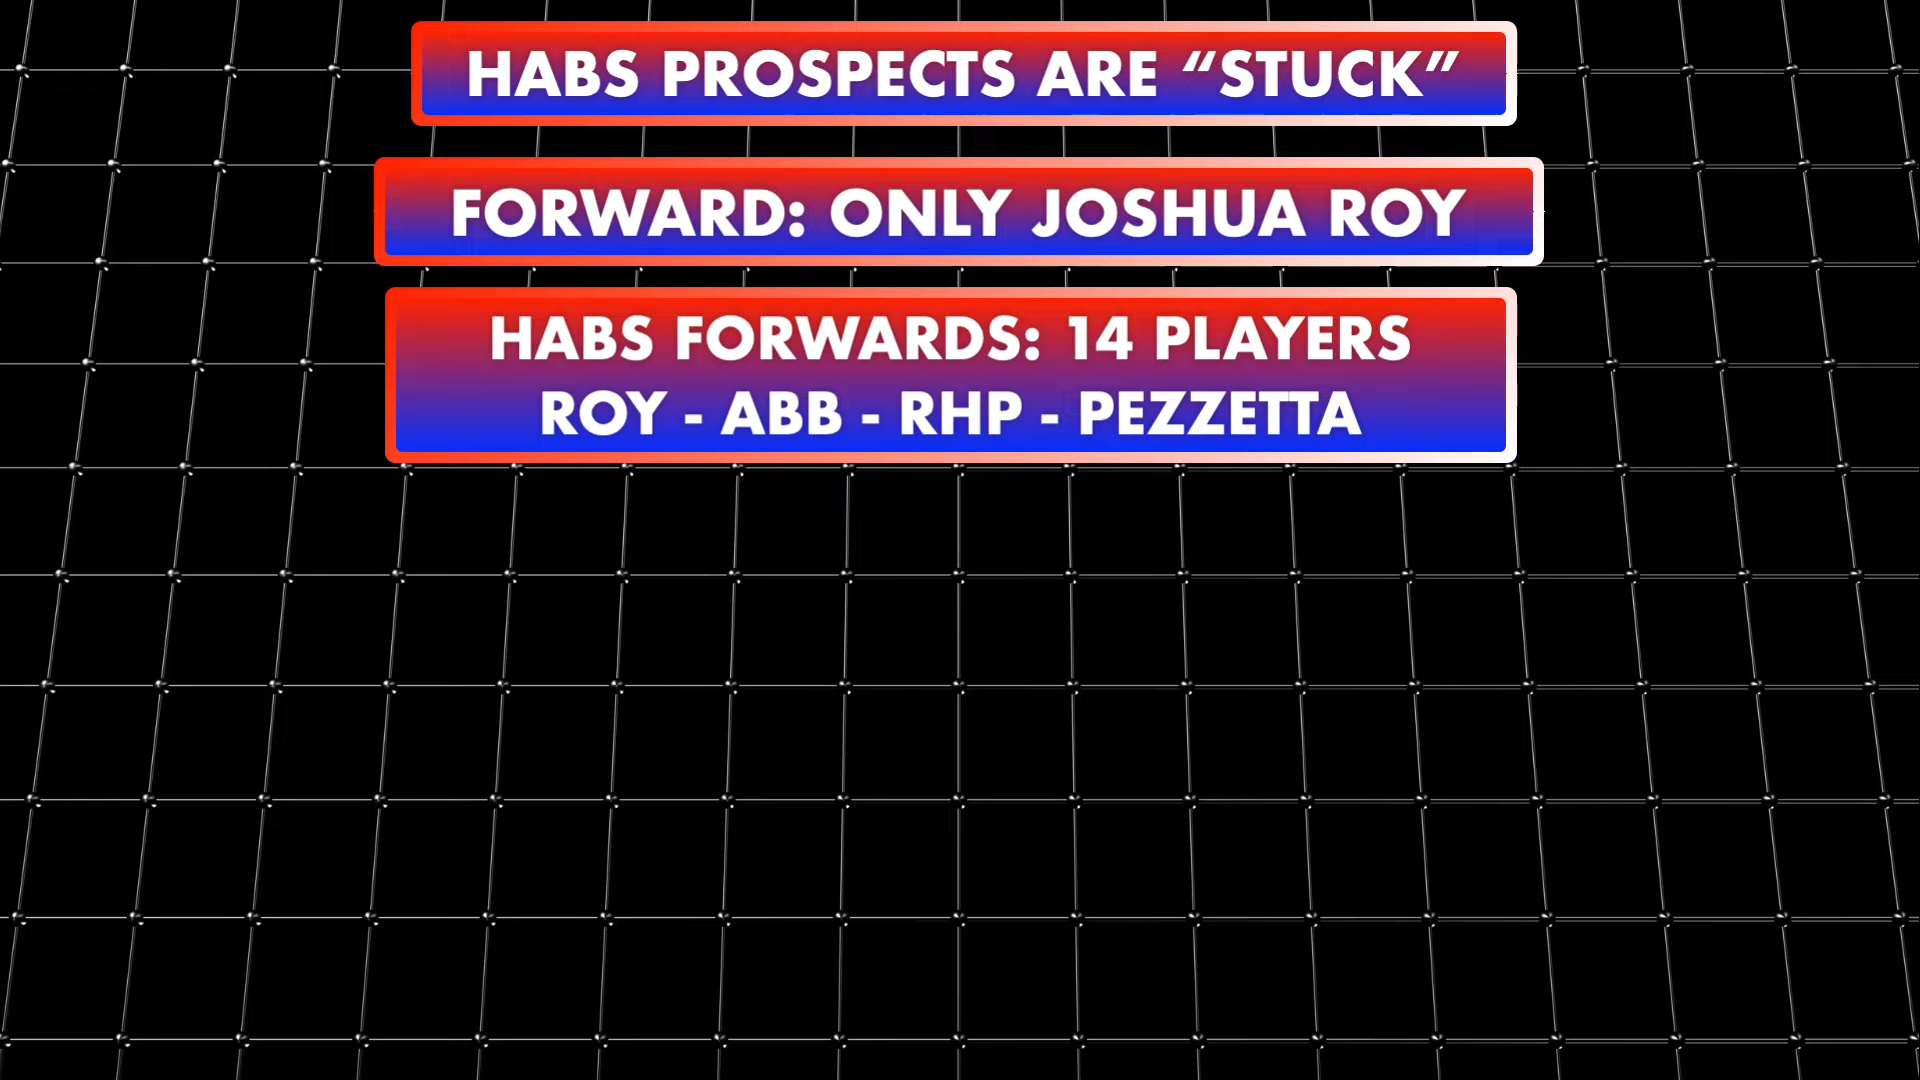 HABS PROSPECTS ARE “STUCK”
FORWARD: ONLY JOSHUA ROY
HABS FORWARDS: 14 PLAYERS
ROY - ABB - RHP - PEZZETTA